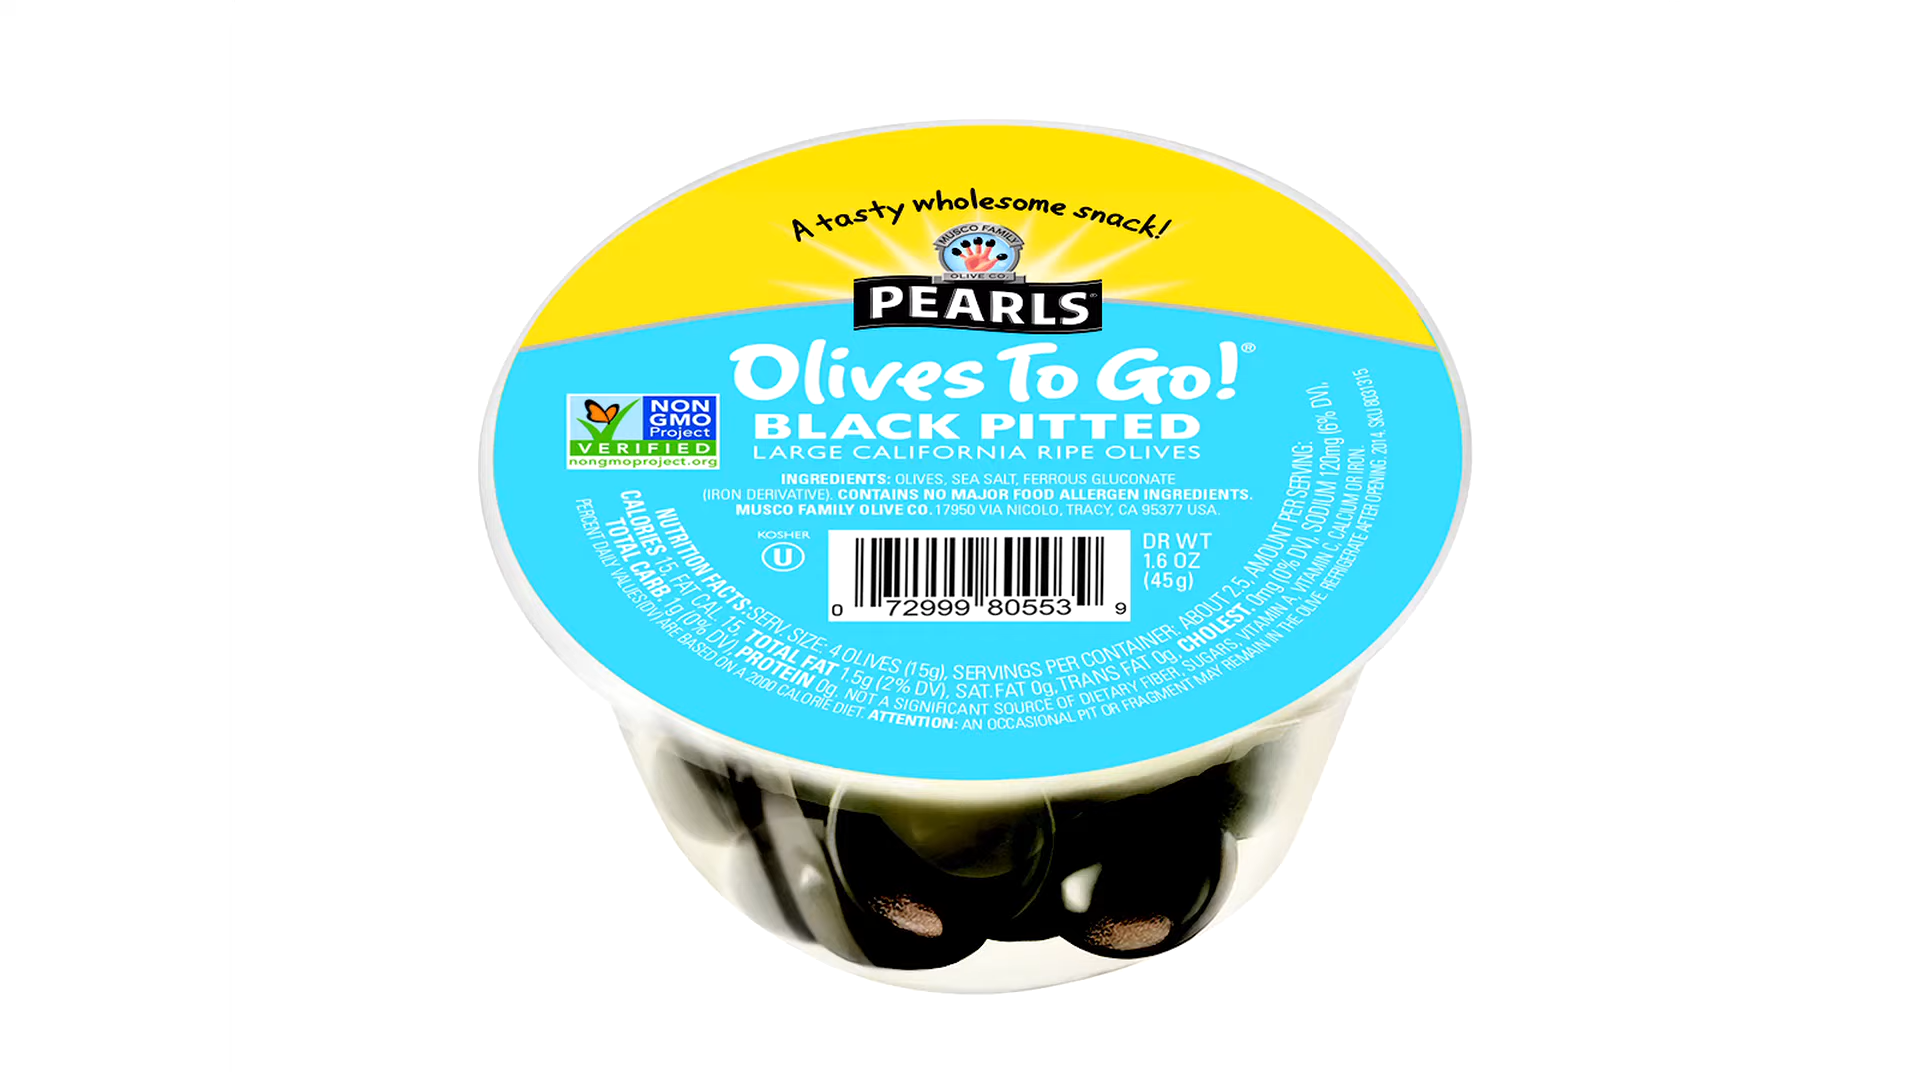 A tasty wholesome snack!
MUSCO FAMILY
OLIVE CO.
PEARLS®
Olives To Go!®
BLACK PITTED
LARGE CALIFORNIA RIPE OLIVES
NON
GMO
Project
VERIFIED
nongmoproject.org
INGREDIENTS: OLIVES, SEA SALT, FERROUS GLUCONATE
(IRON DERIVATIVE). CONTAINS NO MAJOR FOOD ALLERGEN INGREDIENTS.
MUSCO FAMILY OLIVE CO. 17950 VIA NICOLO, TRACY, CA 95377 USA.
KOSHER
U
0 72999 80553 9
DR WT
1.6 OZ
(45g)
NUTRITION FACTS: SERV. SIZE: 4 OLIVES (15g), SERVINGS PER CONTAINER: ABOUT 2.5, AMOUNT PER SERVING:
CALORIES 15, FAT CAL. 15, TOTAL FAT 1.5g (2% DV), SAT. FAT 0g, TRANS FAT 0g, CHOLEST. 0mg (0% DV), SODIUM 120mg (6% DV),
TOTAL CARB. 1g (0% DV), PROTEIN 0g. NOT A SIGNIFICANT SOURCE OF DIETARY FIBER, SUGARS, VITAMIN A, VITAMIN C, CALCIUM OR IRON.
PERCENT DAILY VALUES (DV) ARE BASED ON A 2000 CALORIE DIET. ATTENTION: AN OCCASIONAL PIT OR FRAGMENT MAY REMAIN IN THE OLIVE. REFRIGERATE AFTER OPENING. 2014. SKU 8031315